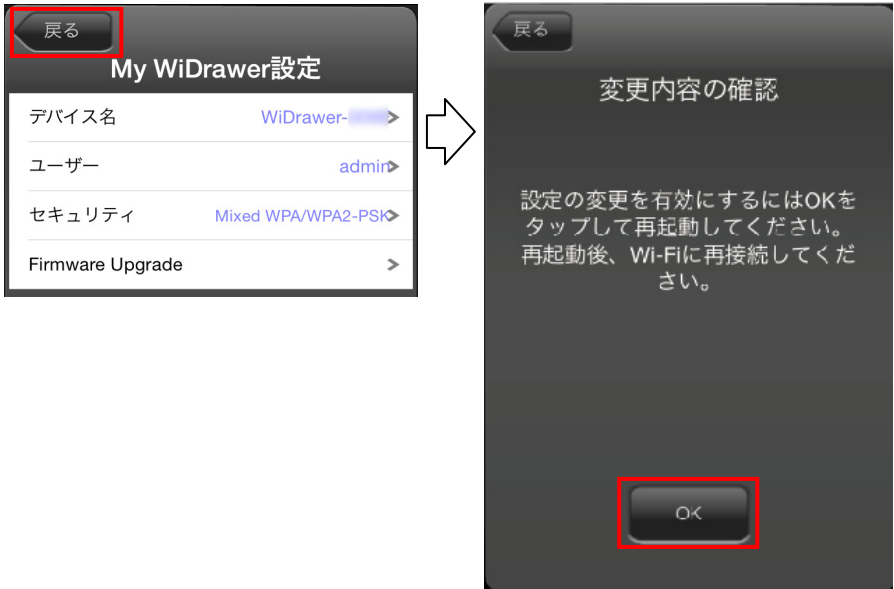 戻る
My WiDrawer設定
デバイス名 WiDrawer-
ユーザー admin
セキュリティ Mixed WPA/WPA2-PSK
Firmware Upgrade
戻る
変更内容の確認
設定の変更を有効にするにはOKを
タップして再起動してください。
再起動後、Wi-Fiに再接続してくだ
さい。
OK